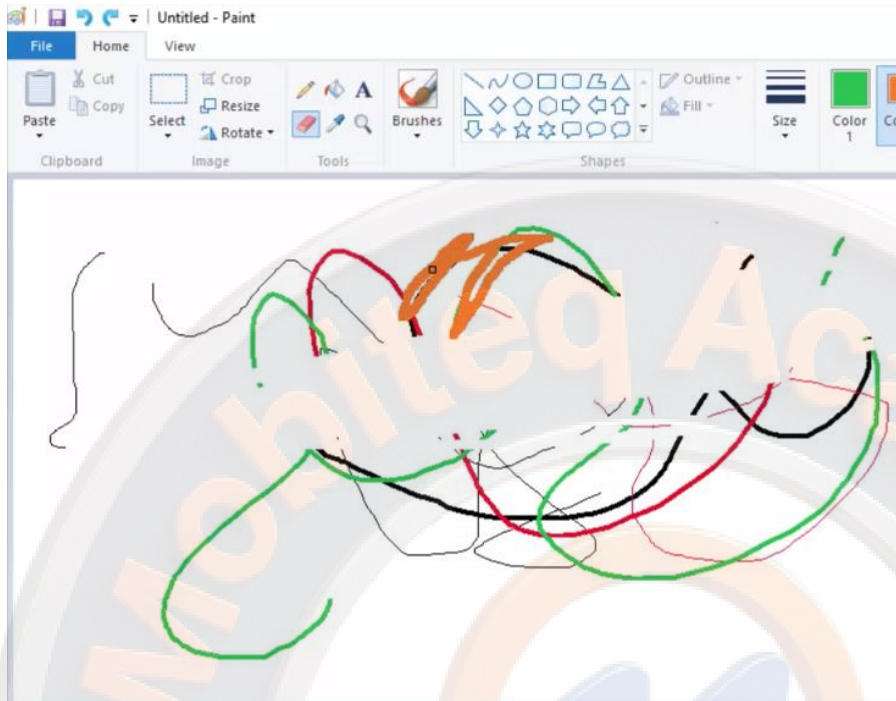 Untitled - Paint
File Home View
Cut
Copy
Paste
Clipboard
Crop
Resize
Rotate
Select
Image
A
Tools
Brushes
Outline
Fill
Shapes
Size
Color
1
Mobiteq